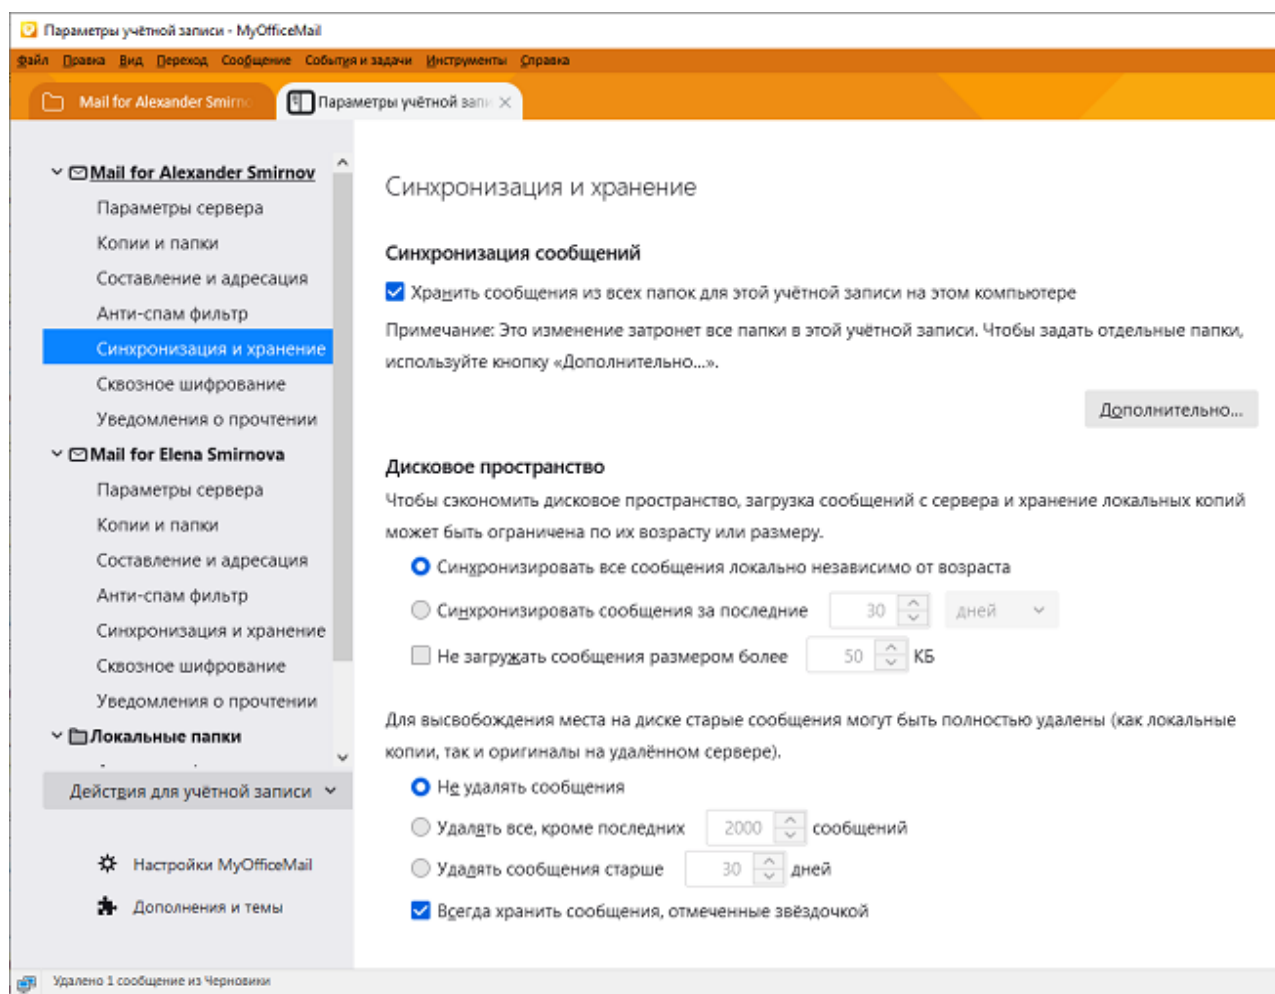 Параметры учётной записи - MyOfficeMail
Файл Правка Вид Переход Сообщение События и задачи Инструменты Справка
Mail for Alexander Smirn
Параметры учётной запи
Mail for Alexander Smirnov
Параметры сервера
Копии и папки
Составление и адресация
Анти-спам фильтр
Синхронизация и хранение
Сквозное шифрование
Уведомления о прочтении
Mail for Elena Smirnova
Параметры сервера
Копии и папки
Составление и адресация
Анти-спам фильтр
Синхронизация и хранение
Сквозное шифрование
Уведомления о прочтении
Локальные папки
Действия для учётной записи
Настройки MyOfficeMail
Дополнения и темы
Синхронизация и хранение
Синхронизация сообщений
Хранить сообщения из всех папок для этой учётной записи на этом компьютере
Примечание: Это изменение затронет все папки в этой учётной записи. Чтобы задать отдельные папки,
используйте кнопку «Дополнительно...».
Дополнительно...
Дисковое пространство
Чтобы сэкономить дисковое пространство, загрузка сообщений с сервера и хранение локальных копий
может быть ограничена по их возрасту или размеру.
Синхронизировать все сообщения локально независимо от возраста
Синхронизировать сообщения за последние 30 дней
Не загружать сообщения размером более 50 КБ
Для высвобождения места на диске старые сообщения могут быть полностью удалены (как локальные
копии, так и оригиналы на удалённом сервере).
Не удалять сообщения
Удалять все, кроме последних 2000 сообщений
Удалять сообщения старше 30 дней
Всегда хранить сообщения, отмеченные звёздочкой
Удалено 1 сообщение из Черновики